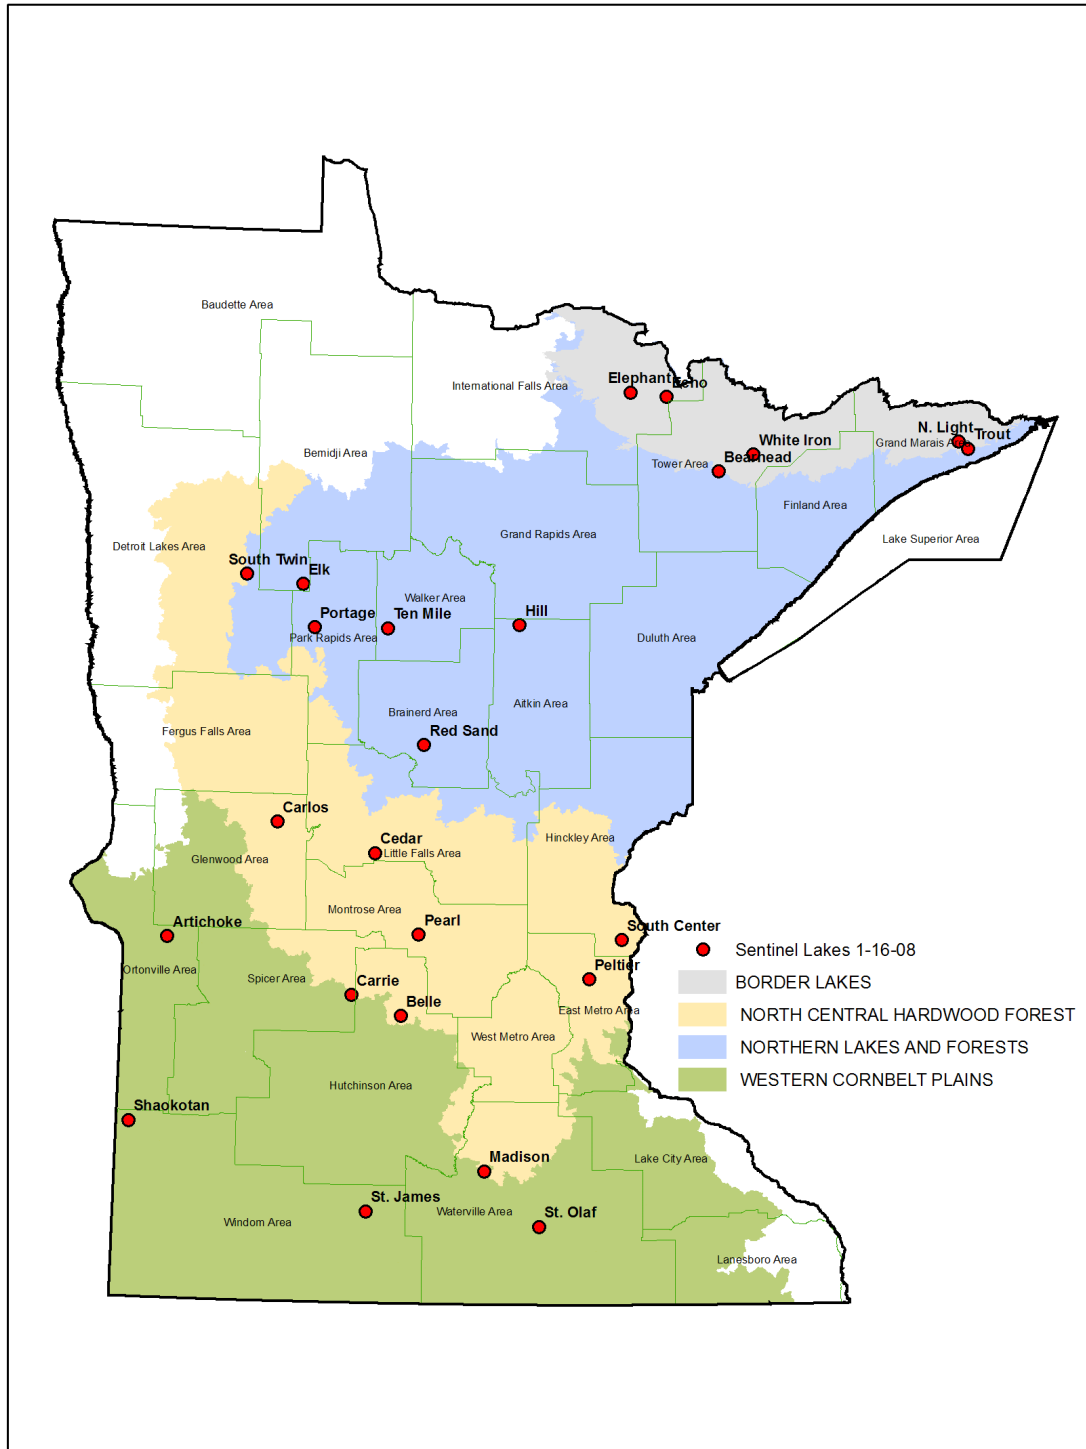 Baudette Area
International Falls Area
Elephant
Echo
N. Light
Trout
Grand Marais A
White Iron
Bemidji Area
Tower Area
Bearhead
Finland Area
Grand Rapids Area
Lake Superior Area
Detroit Lakes Area
South Twin
Elk
Walker Area
Portage
Ten Mile
Hill
Park Rapids Area
Duluth Area
Brainerd Area
Aitkin Area
Red Sand
Fergus Falls Area
Carlos
Cedar
Hinckley Area
Glenwood Area
Little Falls Area
Montrose Area
Artichoke
Pearl
South Center
Sentinel Lakes 1-16-08
Ortonville Area
Spicer Area
Carrie
Peltier
BORDER LAKES
Belle
East Metro Area
NORTH CENTRAL HARDWOOD FOREST
West Metro Area
NORTHERN LAKES AND FORESTS
Hutchinson Area
WESTERN CORNBELT PLAINS
Shaokotan
Madison
Lake City Area
St. James
Waterville Area
St. Olaf
Windom Area
Lanesboro Area